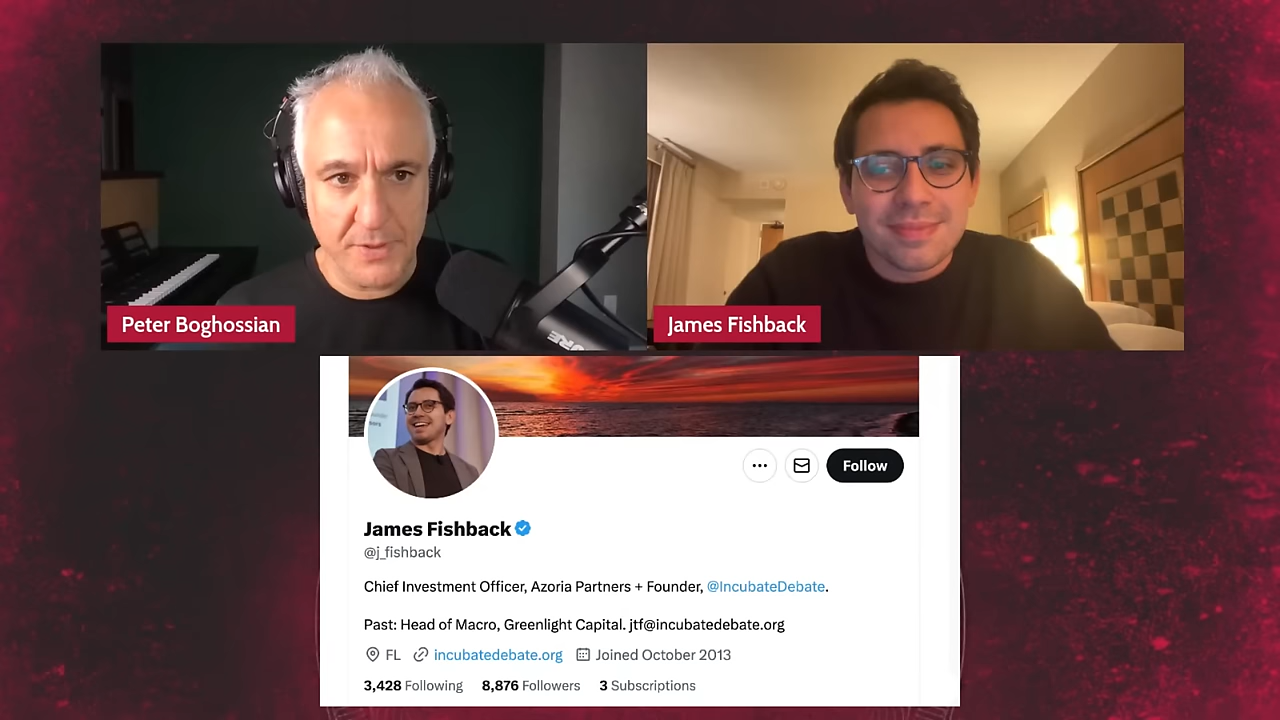 Peter Boghossian
James Fishback
SHURE
Follow
James Fishback
@j_fishback
Chief Investment Officer, Azoria Partners + Founder, @IncubateDebate.
Past: Head of Macro, Greenlight Capital. jtf@incubatedebate.org
FL incubatedebate.org Joined October 2013
3,428 Following 8,876 Followers 3 Subscriptions